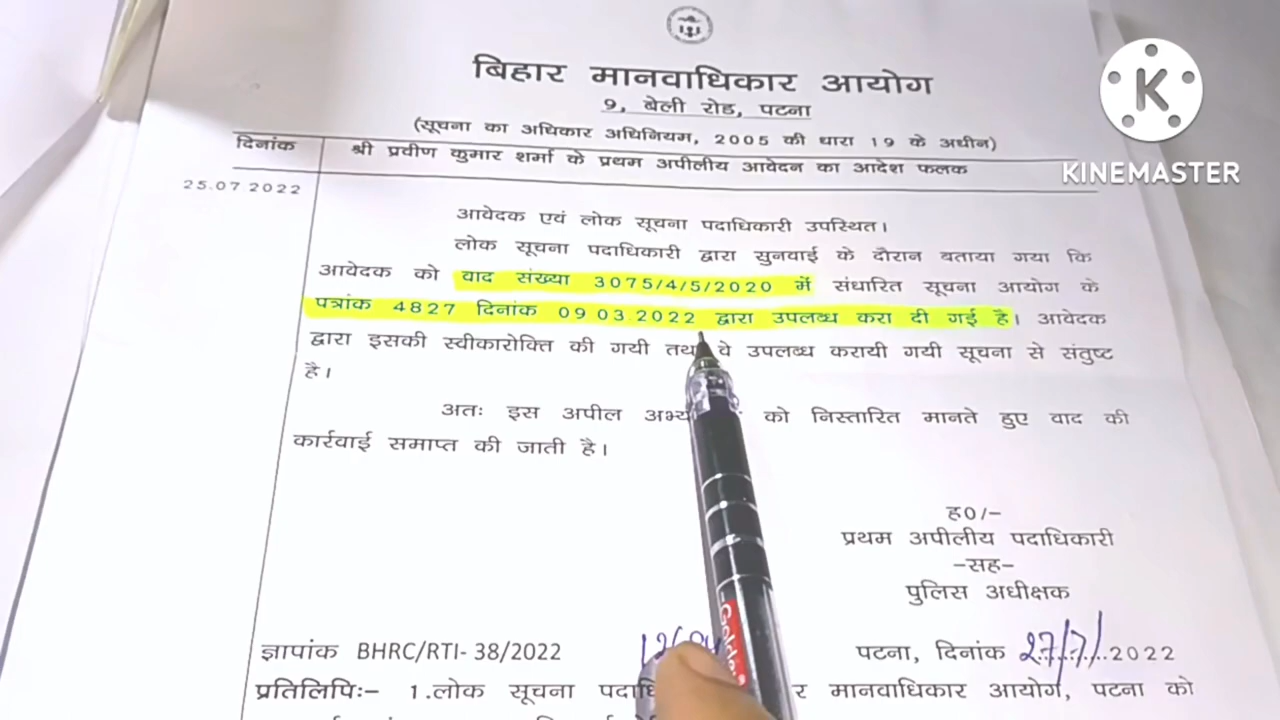 बिहार मानवाधिकार आयोग
9, बेली रोड, पटना
(सूचना का अधिकार अधिनियम, 2005 की धारा 19 के अधीन)
दिनांक श्री प्रवीण कुमार शर्मा के प्रथम अपीलीय आवेदन का आदेश फलक
25.07.2022
आवेदक एवं लोक सूचना पदाधिकारी उपस्थित।
लोक सूचना पदाधिकारी द्वारा सुनवाई के दौरान बताया गया कि
आवेदक को वाद संख्या 3075/4/5/2020 में संधारित सूचना आयोग के
पत्रांक 4827 दिनांक 09.03.2022 द्वारा उपलब्ध करा दी गई है। आवेदक
द्वारा इसकी स्वीकारोक्ति की गयी वे उपलब्ध करायी गयी सूचना से संतुष्ट
है।
अतः इस अपील को निस्तारित मानते हुए वाद की
कार्रवाई समाप्त की जाती है।
ह0/-
प्रथम अपीलीय पदाधिकारी
-सह-
पुलिस अधीक्षक
ज्ञापांक BHRC/RTI- 38/2022 पटना, दिनांक 27/7/2022
प्रतिलिपिः- 1.लोक सूचना मानवाधिकार आयोग, पटना को
K
KINEMASTER